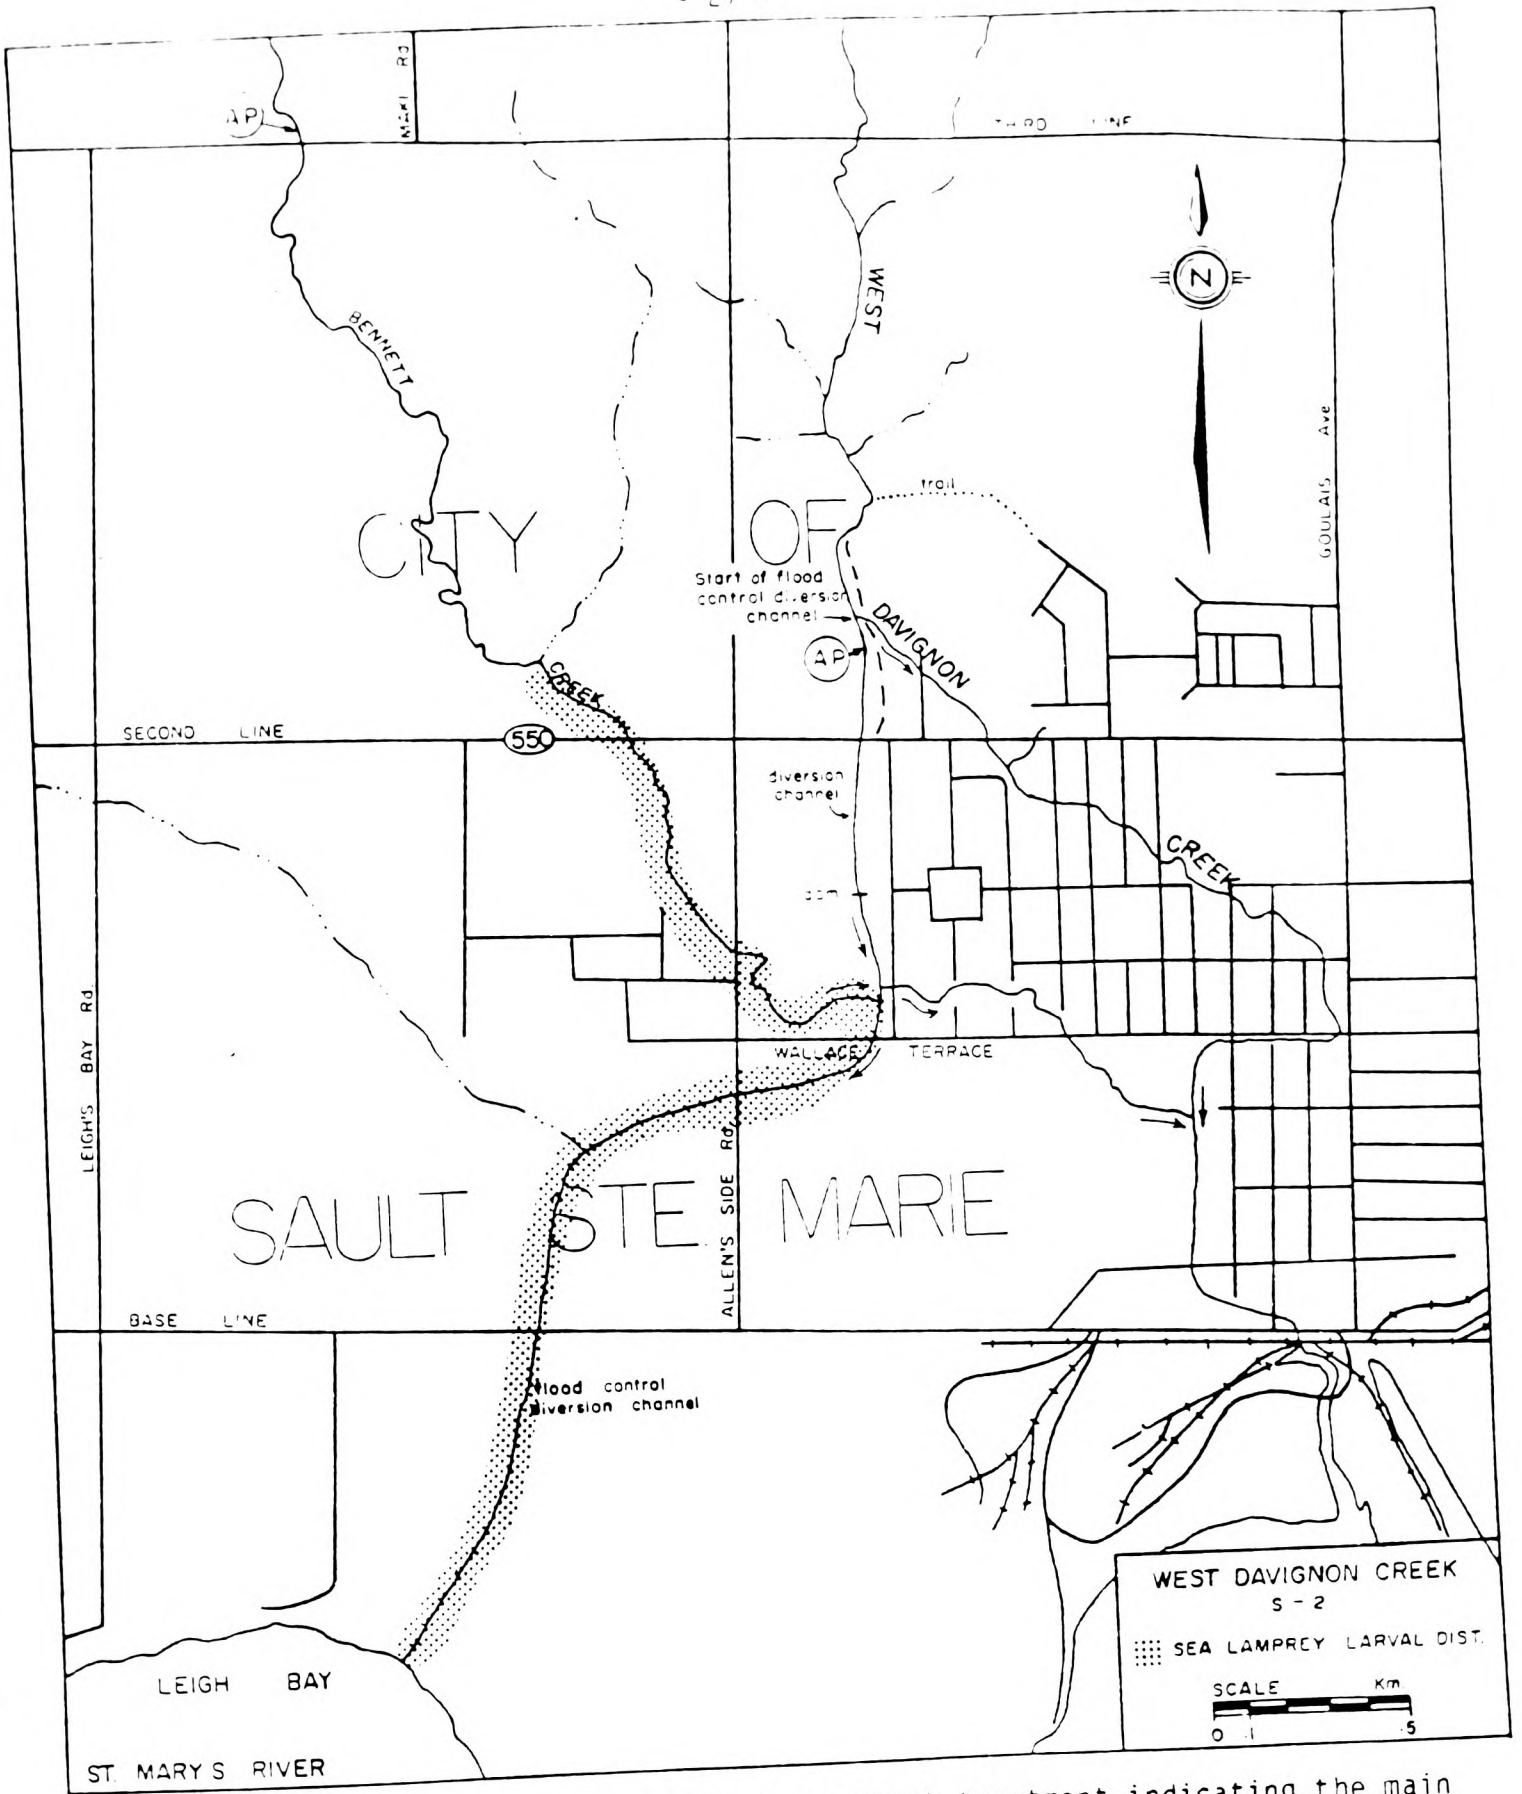 MAKI Rd
AP
THIRD LINE
WEST
N
BENNETT
GOULAIS Ave
trail
CITY OF
Start of flood
control diversion
channel
DAVIGNON
AP
CREEK
SECOND LINE
550
diversion
channel
CREEK
dam
LEIGH'S BAY Rd.
WALLACE TERRACE
ALLEN'S SIDE Rd.
SAULT STE. MARIE
BASE LINE
flood control
diversion channel
WEST DAVIGNON CREEK
S - 2
SEA LAMPREY LARVAL DIST.
SCALE Km.
0 .1 .5
LEIGH BAY
ST. MARY'S RIVER
indicating the main